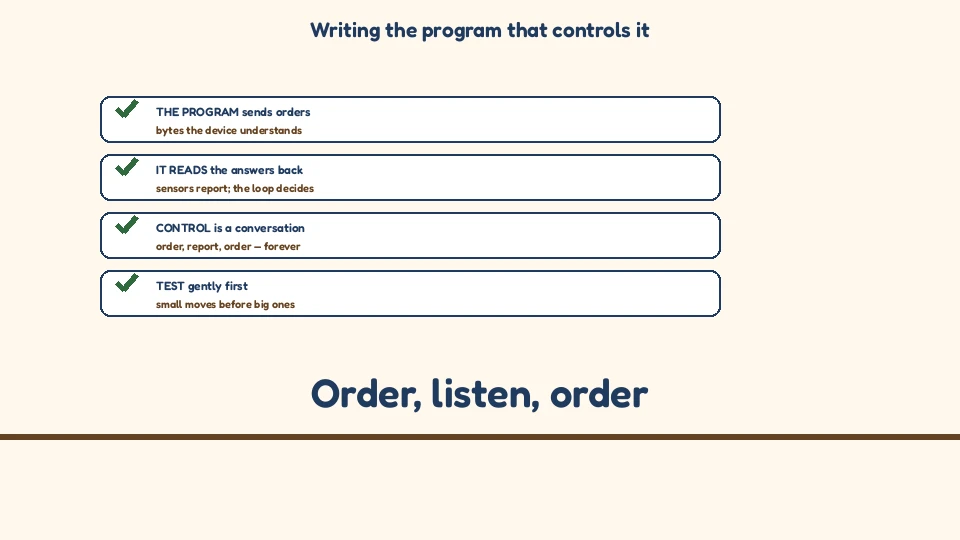 Writing the program that controls it
THE PROGRAM sends orders
bytes the device understands
IT READS the answers back
sensors report; the loop decides
CONTROL is a conversation
order, report, order — forever
TEST gently first
small moves before big ones
Order, listen, order